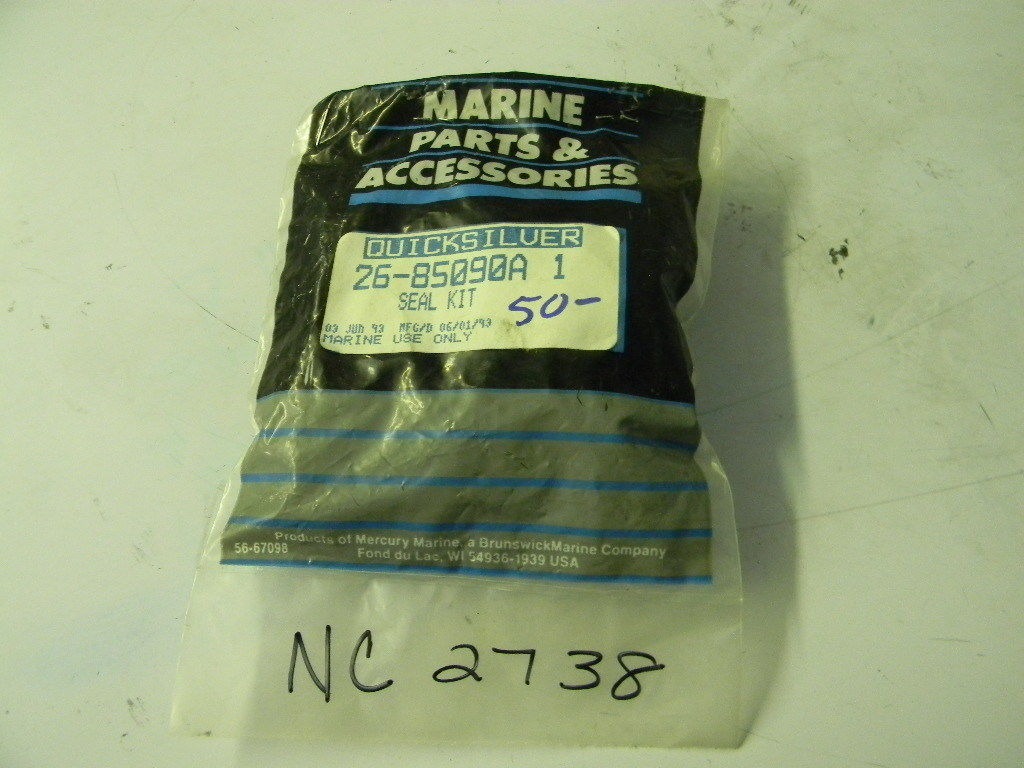 MARINE
PARTS &
ACCESSORIES
QUICKSILVER
26-85090A 1
SEAL KIT 50-
03 JUN 93 MFG/D 06/01/93
MARINE USE ONLY
Products of Mercury Marine, a BrunswickMarine Company
56-67098 Fond du Lac, WI 54936-1939 USA
NC 2738